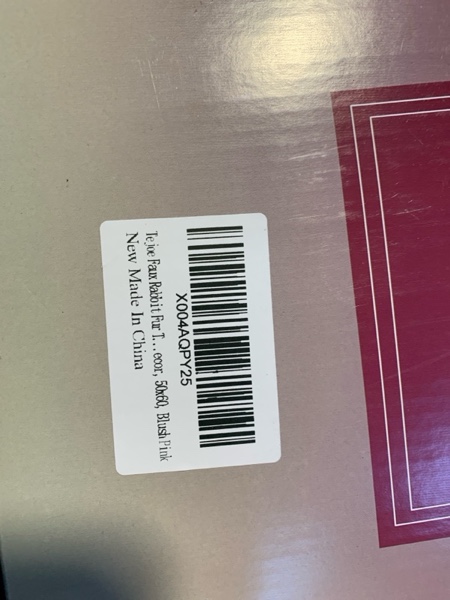 X004AQPY25
Tejoe Faux Rabbit Fur T...ecor, 50x60, Blush Pink
New Made In China